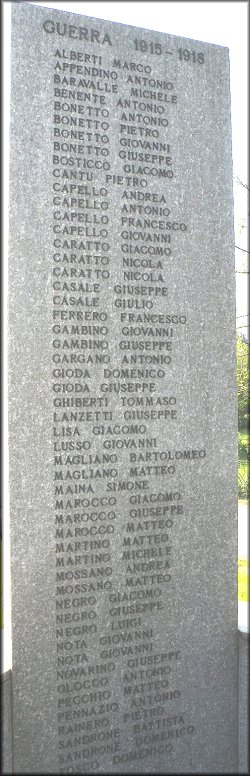 GUERRA 1915-1918
ALBERTI MARCO
APPENDINO ANTONIO
BARAVALLE MICHELE
BENENTE ANTONIO
BONETTO ANTONIO
BONETTO PIETRO
BONETTO GIOVANNI
BONETTO GIUSEPPE
BOSTICCO GIACOMO
CANTU PIETRO
CAPELLO ANDREA
CAPELLO ANTONIO
CAPELLO FRANCESCO
CAPELLO GIOVANNI
CARATTO GIACOMO
CARATTO NICOLA
CARATTO NICOLA
CASALE GIUSEPPE
CASALE GIULIO
FERRERO FRANCESCO
GAMBINO GIOVANNI
GAMBINO GIUSEPPE
GARGANO ANTONIO
GIODA DOMENICO
GIODA GIUSEPPE
GHIBERTI TOMMASO
LANZETTI GIUSEPPE
LISA GIACOMO
LUSSO GIOVANNI
MAGLIANO BARTOLOMEO
MAGLIANO MATTEO
MAINA SIMONE
MAROCCO GIACOMO
MAROCCO GIUSEPPE
MAROCCO MATTEO
MARTINO MATTEO
MARTINO MICHELE
MOSSANO ANDREA
MOSSANO MATTEO
NEGRO GIACOMO
NEGRO GIUSEPPE
NEGRO LUIGI
NOTA GIOVANNI
NOTA GIOVANNI
NOVARINO GIUSEPPE
OLOCCO ANTONIO
PECCHIO MATTEO
PENNAZIO ANTONIO
RAINERO PIETRO
SANDRONE BATTISTA
SANDRONE DOMENICO
TOSCO DOMENICO